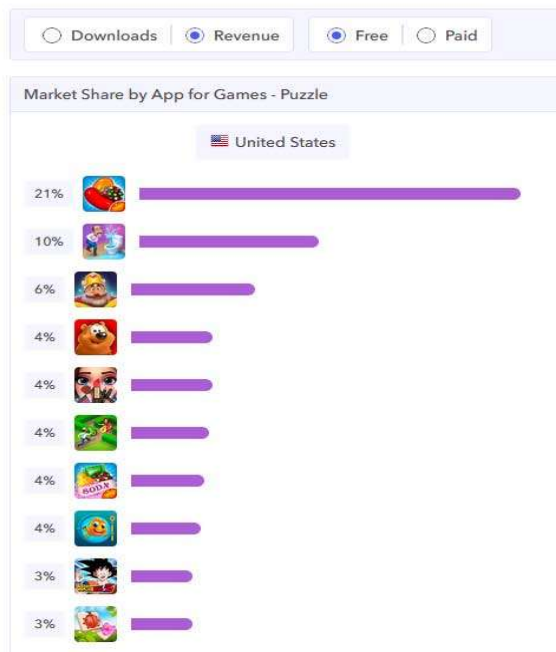 Downloads Revenue Free Paid
Market Share by App for Games - Puzzle
United States
21%
10%
6%
4%
4%
4%
4%
SODA
4%
3%
3%